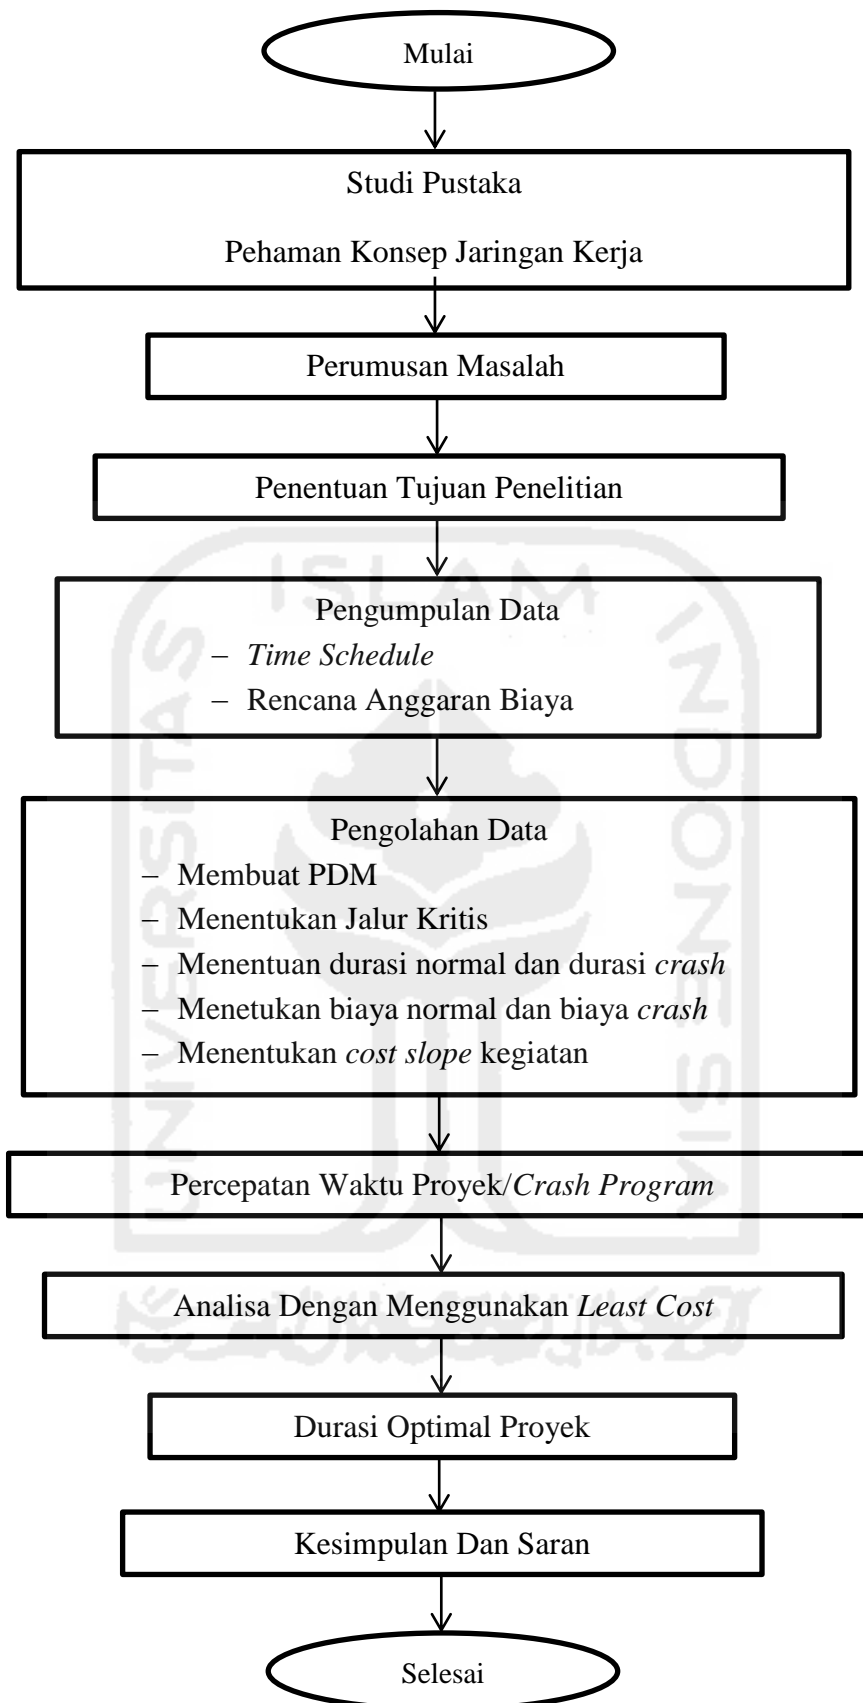 Mulai
Studi Pustaka
Pehaman Konsep Jaringan Kerja
Perumusan Masalah
Penentuan Tujuan Penelitian
Pengumpulan Data
– Time Schedule
– Rencana Anggaran Biaya
Pengolahan Data
– Membuat PDM
– Menentukan Jalur Kritis
– Menentuan durasi normal dan durasi crash
– Menetukan biaya normal dan biaya crash
– Menentukan cost slope kegiatan
Percepatan Waktu Proyek/Crash Program
Analisa Dengan Menggunakan Least Cost
Durasi Optimal Proyek
Kesimpulan Dan Saran
Selesai
UNIVERSITAS
ISLAM
INDONESIA